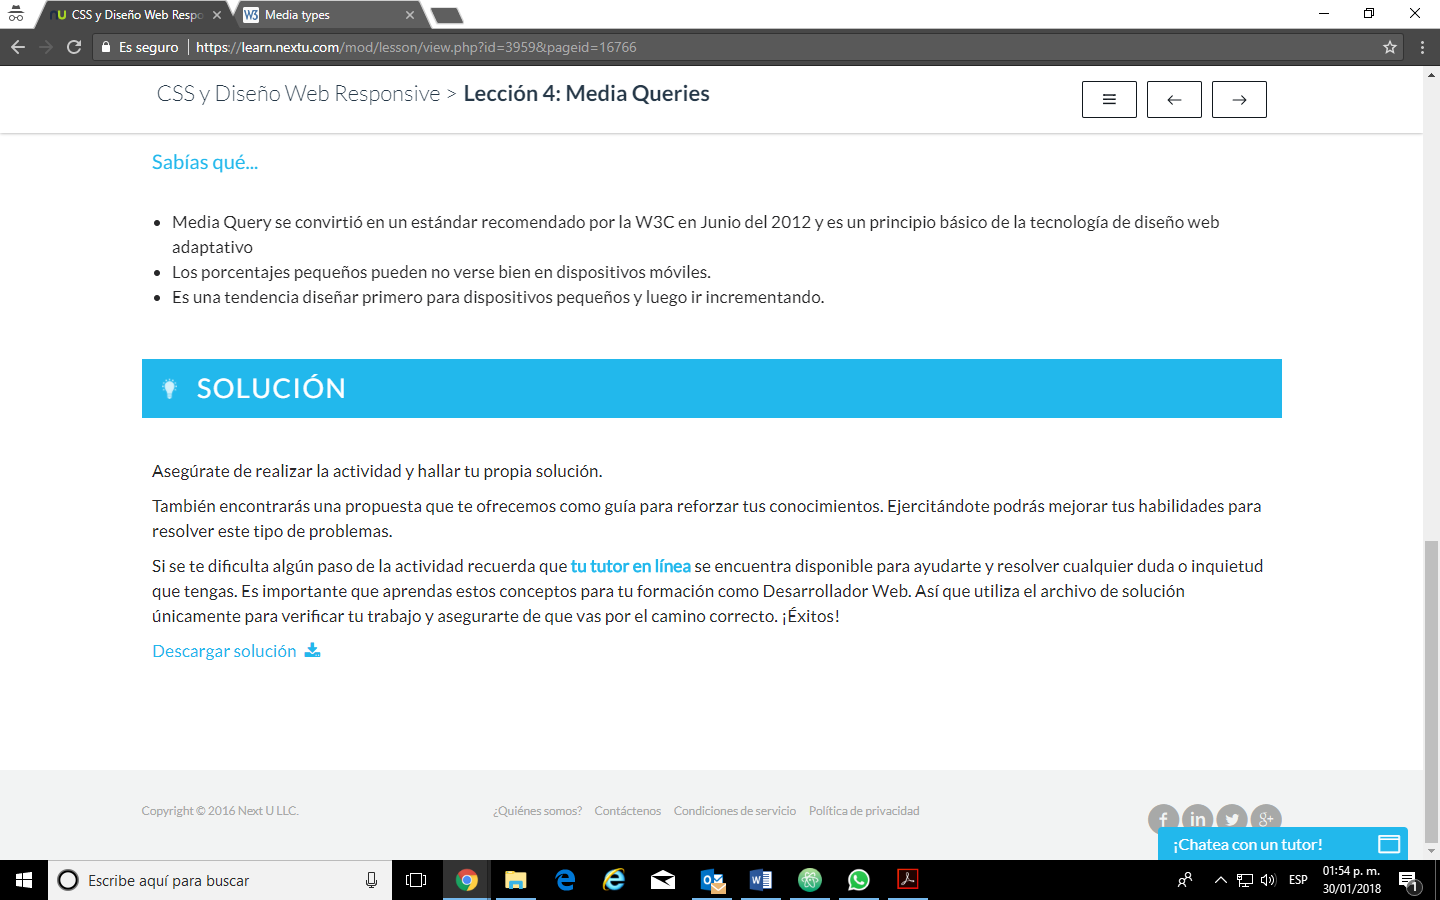 CSS y Diseño Web Respo
W3 Media types
Es seguro https://learn.nextu.com/mod/lesson/view.php?id=3959&pageid=16766
CSS y Diseño Web Responsive > Lección 4: Media Queries
Sabías qué...
Media Query se convirtió en un estándar recomendado por la W3C en Junio del 2012 y es un principio básico de la tecnología de diseño web
adaptativo
Los porcentajes pequeños pueden no verse bien en dispositivos móviles.
Es una tendencia diseñar primero para dispositivos pequeños y luego ir incrementando.
SOLUCIÓN
Asegúrate de realizar la actividad y hallar tu propia solución.
También encontrarás una propuesta que te ofrecemos como guía para reforzar tus conocimientos. Ejercitándote podrás mejorar tus habilidades para
resolver este tipo de problemas.
Si se te dificulta algún paso de la actividad recuerda que tu tutor en línea se encuentra disponible para ayudarte y resolver cualquier duda o inquietud
que tengas. Es importante que aprendas estos conceptos para tu formación como Desarrollador Web. Así que utiliza el archivo de solución
únicamente para verificar tu trabajo y asegurarte de que vas por el camino correcto. ¡Éxitos!
Descargar solución
Copyright © 2016 Next U LLC. ¿Quiénes somos? Contáctenos Condiciones de servicio Política de privacidad
f in g+
¡Chatea con un tutor!
Escribe aquí para buscar
ESP
01:54 p. m.
30/01/2018
1